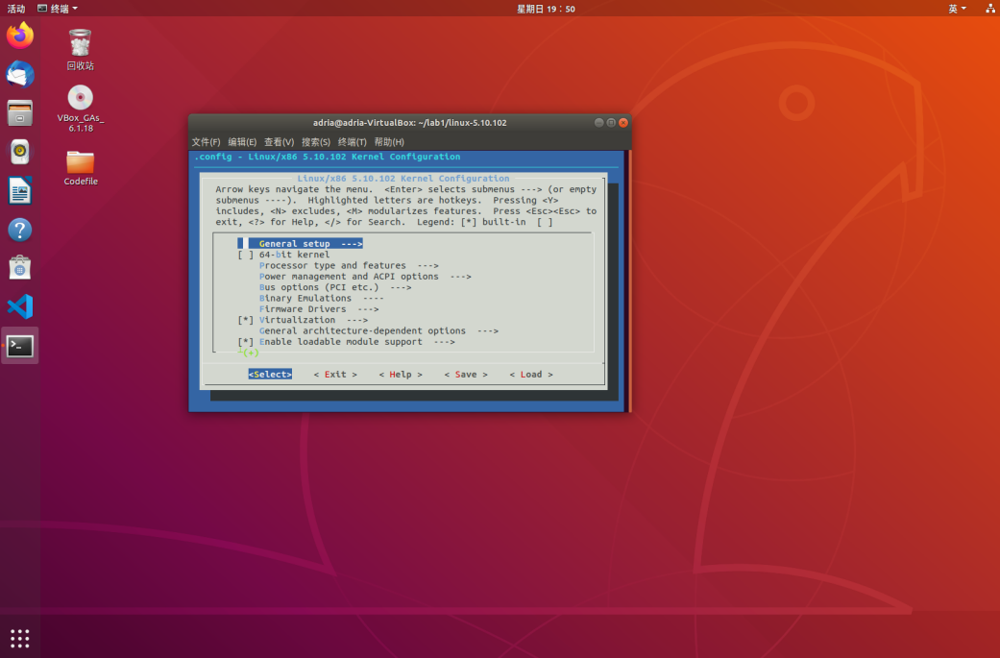 活动 终端 星期日 19：50 英
回收站
VBox_GAs_
6.1.18
Codefile
adria@adria-VirtualBox: ~/lab1/linux-5.10.102
文件(F) 编辑(E) 查看(V) 搜索(S) 终端(T) 帮助(H)
.config - Linux/x86 5.10.102 Kernel Configuration
Linux/x86 5.10.102 Kernel Configuration
Arrow keys navigate the menu.  <Enter> selects submenus ---> (or empty
submenus ----).  Highlighted letters are hotkeys.  Pressing <Y>
includes, <N> excludes, <M> modularizes features.  Press <Esc><Esc> to
exit, <?> for Help, </> for Search.  Legend: [*] built-in  [ ]
General setup  --->
[ ] 64-bit kernel
Processor type and features  --->
Power management and ACPI options  --->
Bus options (PCI etc.)  --->
Binary Emulations  ----
Firmware Drivers  --->
[*] Virtualization  --->
General architecture-dependent options  --->
[*] Enable loadable module support  --->
(+)
<Select>    < Exit >    < Help >    < Save >    < Load >